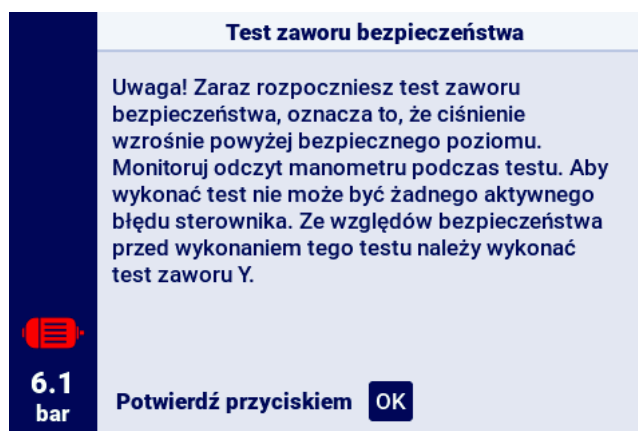 Test zaworu bezpieczeństwa
Uwaga! Zaraz rozpoczniesz test zaworu
bezpieczeństwa, oznacza to, że ciśnienie
wzrośnie powyżej bezpiecznego poziomu.
Monitoruj odczyt manometru podczas testu. Aby
wykonać test nie może być żadnego aktywnego
błędu sterownika. Ze względów bezpieczeństwa
przed wykonaniem tego testu należy wykonać
test zaworu Y.
6.1
bar
Potwierdź przyciskiem OK